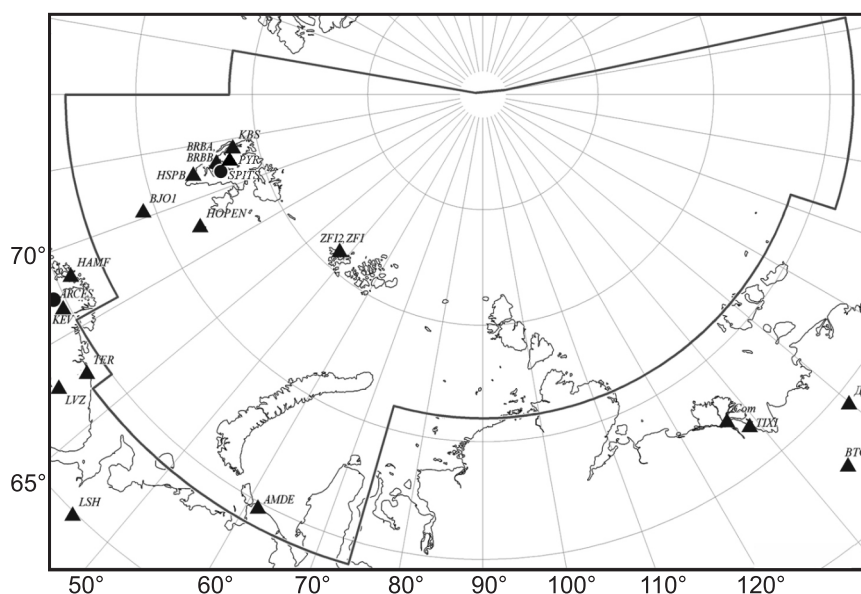 KBS
BRBA
BRBB
PYR
HSPB
SPITS
BJO1
HOPEN
ZFI2 ZFI
70°
HAMF
ARCES
KEV
TER
LVZ
Com
TIXI
65°
LSH
AMDE
50°
60°
70°
80°
90°
100°
110°
120°